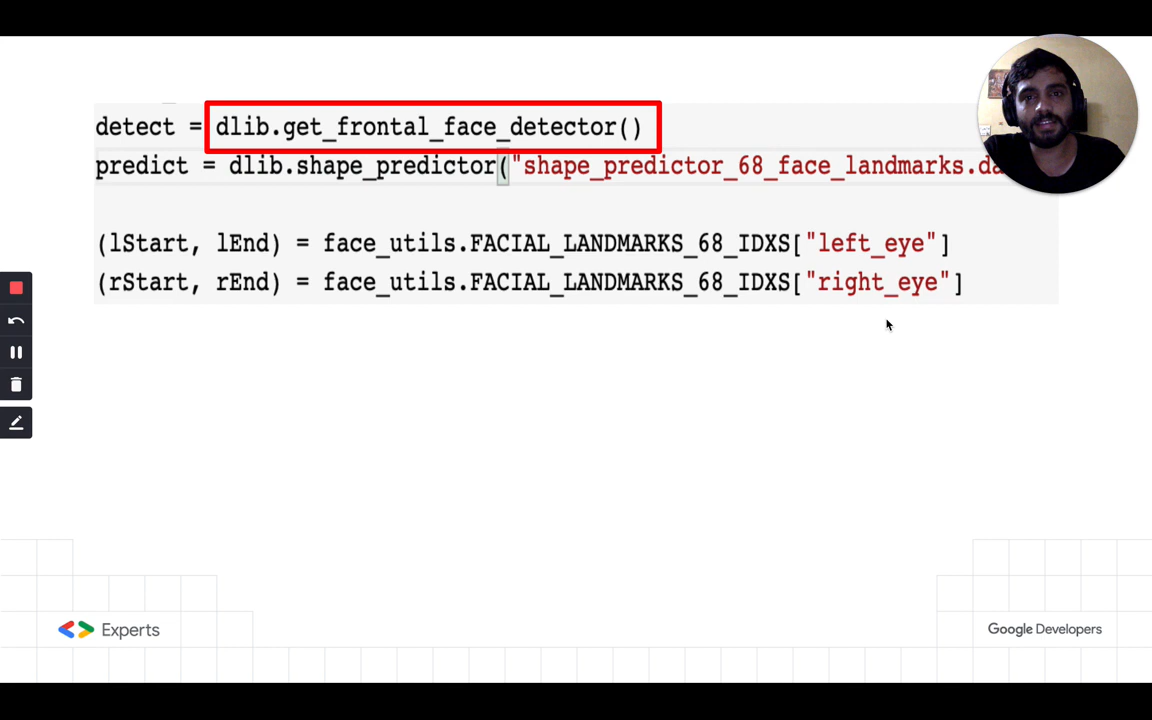 detect = dlib.get_frontal_face_detector()
predict = dlib.shape_predictor("shape_predictor_68_face_landmarks.da
(lStart, lEnd) = face_utils.FACIAL_LANDMARKS_68_IDXS["left_eye"]
(rStart, rEnd) = face_utils.FACIAL_LANDMARKS_68_IDXS["right_eye"]
Experts
Google Developers